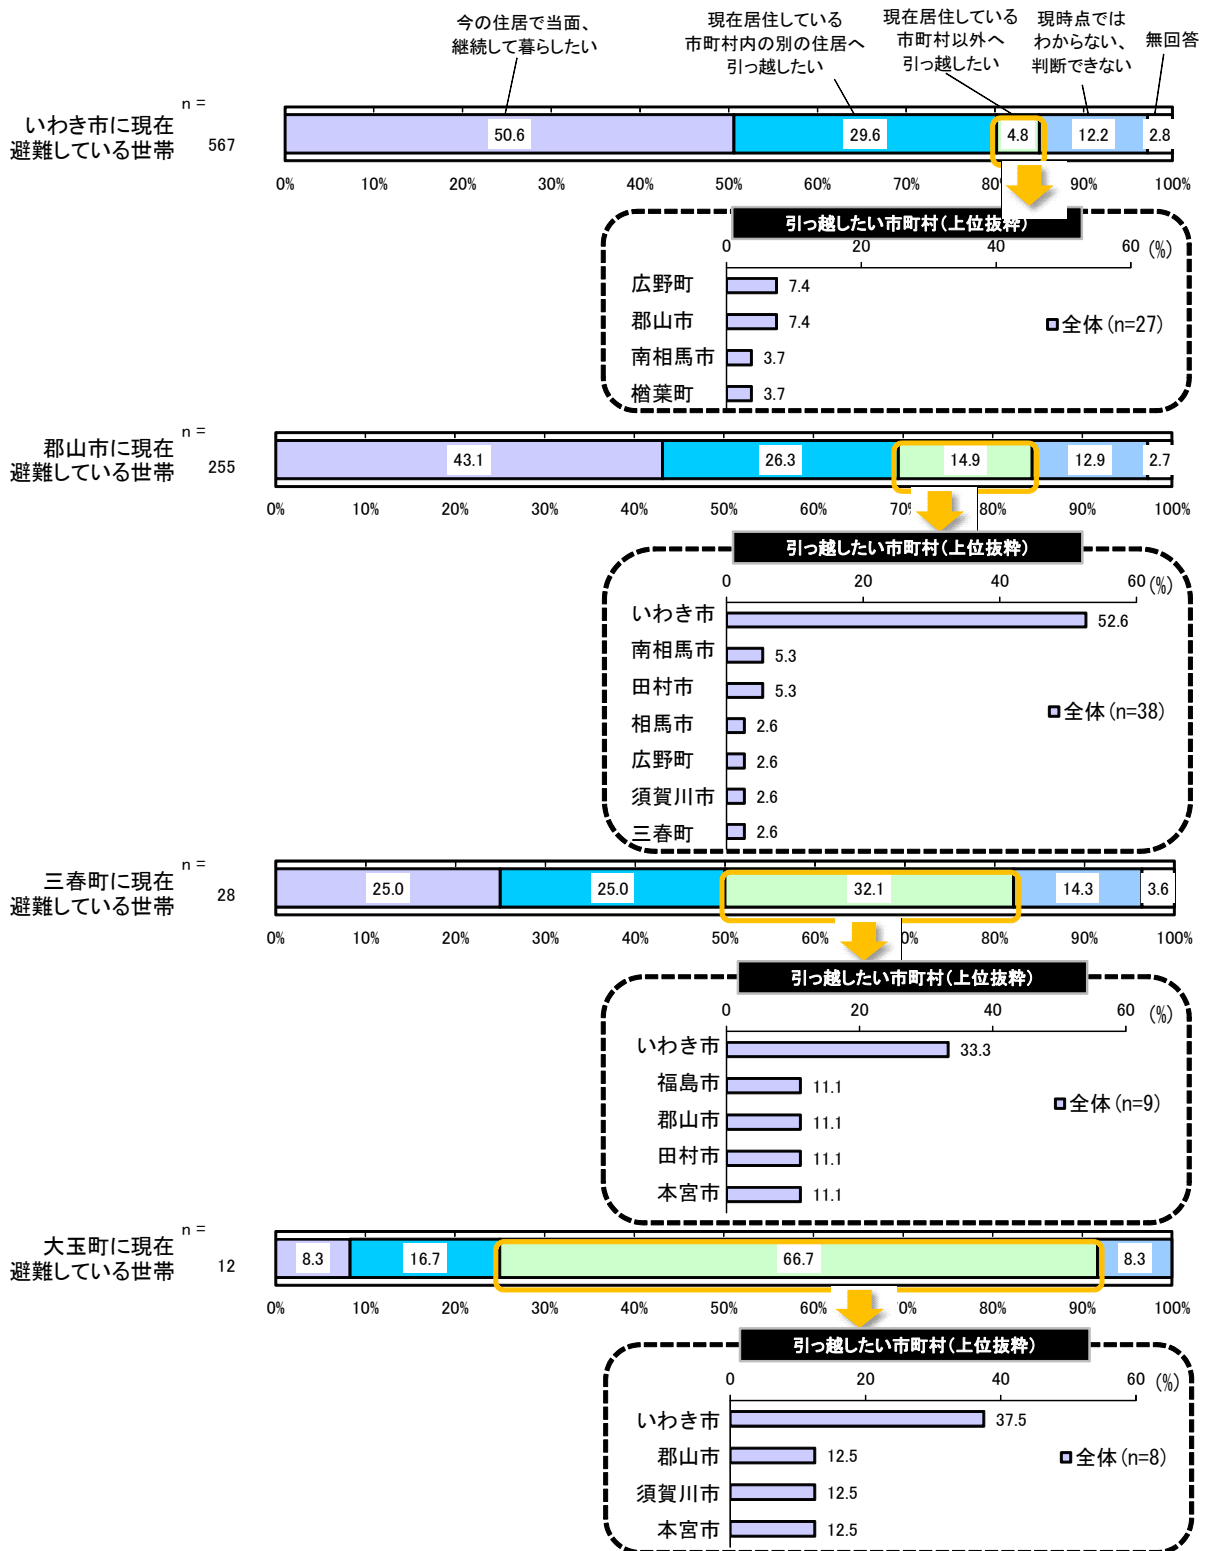 今の住居で当面、
継続して暮らしたい
現在居住している
市町村内の別の住居へ
引っ越したい
現在居住している
市町村以外へ
引っ越したい
現時点では
わからない、
判断できない
無回答
n =
いわき市に現在
避難している世帯
567
50.6 29.6 4.8 12.2 2.8
0% 10% 20% 30% 40% 50% 60% 70% 80% 90% 100%
引っ越したい市町村(上位抜粋)
0 20 40 60 (%)
広野町 7.4
郡山市 7.4
南相馬市 3.7
楢葉町 3.7
全体(n=27)
n =
郡山市に現在
避難している世帯
255
43.1 26.3 14.9 12.9 2.7
0% 10% 20% 30% 40% 50% 60% 70% 80% 90% 100%
引っ越したい市町村(上位抜粋)
0 20 40 60 (%)
いわき市 52.6
南相馬市 5.3
田村市 5.3
相馬市 2.6
広野町 2.6
須賀川市 2.6
三春町 2.6
全体(n=38)
n =
三春町に現在
避難している世帯
28
25.0 25.0 32.1 14.3 3.6
0% 10% 20% 30% 40% 50% 60% 0% 80% 90% 100%
引っ越したい市町村(上位抜粋)
0 20 40 60 (%)
いわき市 33.3
福島市 11.1
郡山市 11.1
田村市 11.1
本宮市 11.1
全体(n=9)
n =
大玉町に現在
避難している世帯
12
8.3 16.7 66.7 8.3
0% 10% 20% 30% 40% 50% 60% 0% 80% 90% 100%
引っ越したい市町村(上位抜粋)
0 20 40 60 (%)
いわき市 37.5
郡山市 12.5
須賀川市 12.5
本宮市 12.5
全体(n=8)